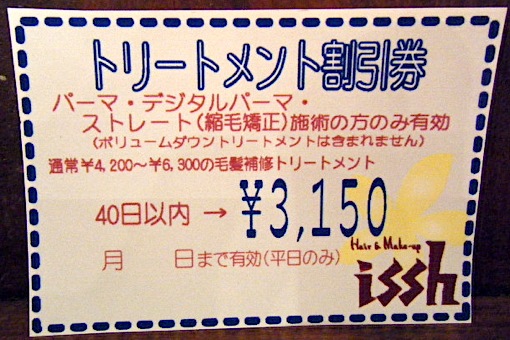 トリートメント割引券
パーマ・デジタルパーマ・
ストレート(縮毛矯正)施術の方のみ有効
(ボリュームダウントリートメントは含まれません)
通常¥4,200~¥6,300の毛髪補修トリートメント
40日以内 → ¥3,150
月 日まで有効(平日のみ)
Hair & Make-up
issh